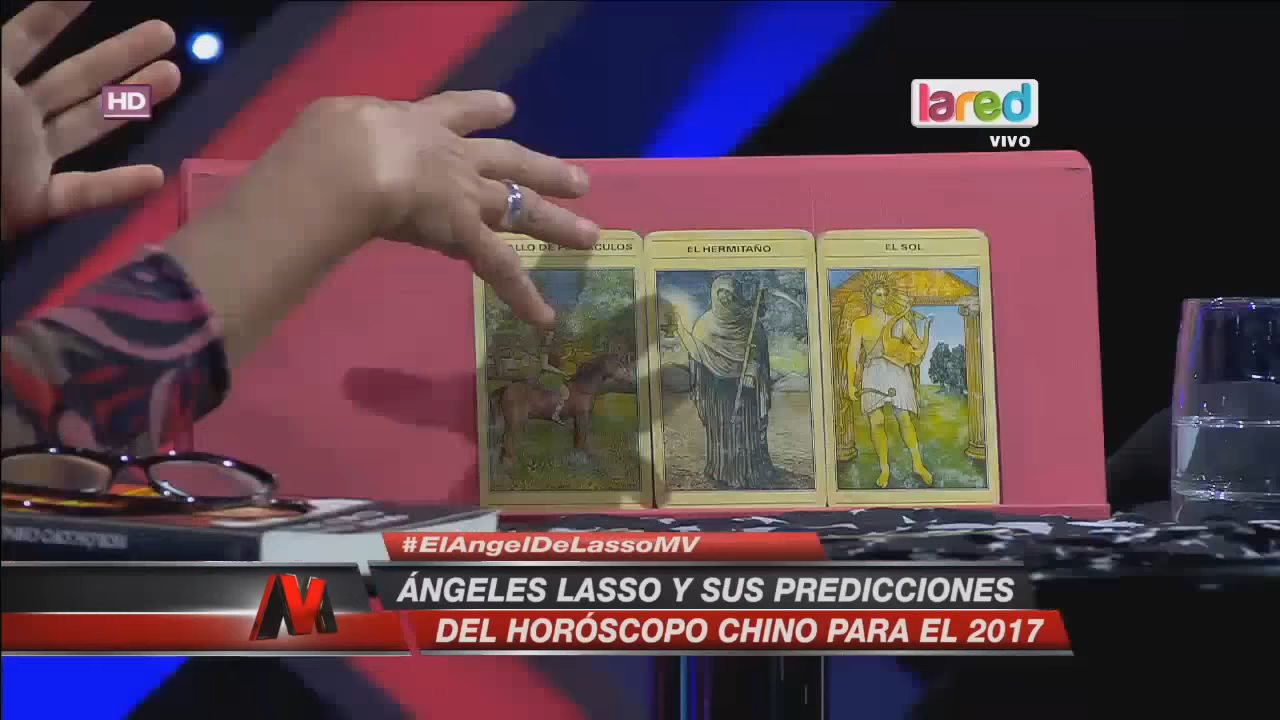 HD
lared
VIVO
EL HERMITAÑO
EL SOL
#ElAngelDeLassoMV
ÁNGELES LASSO Y SUS PREDICCIONES
DEL HORÓSCOPO CHINO PARA EL 2017